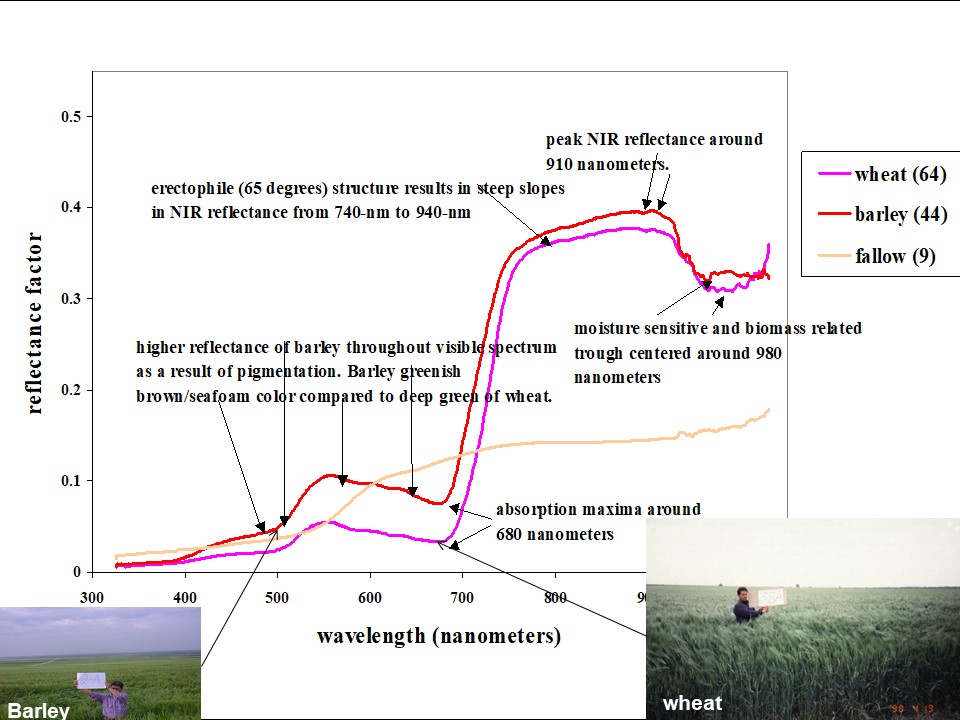 0.5
0.4
0.3
0.2
0.1
0
reflectance factor
peak NIR reflectance around
910 nanometers.
erectophile (65 degrees) structure results in steep slopes
in NIR reflectance from 740-nm to 940-nm
wheat (64)
barley (44)
fallow (9)
moisture sensitive and biomass related
trough centered around 980
nanometers
higher reflectance of barley throughout visible spectrum
as a result of pigmentation. Barley greenish
brown/seafoam color compared to deep green of wheat.
absorption maxima around
680 nanometers
300 400 500 600 700 800
wavelength (nanometers)
Barley
wheat
98 4 19